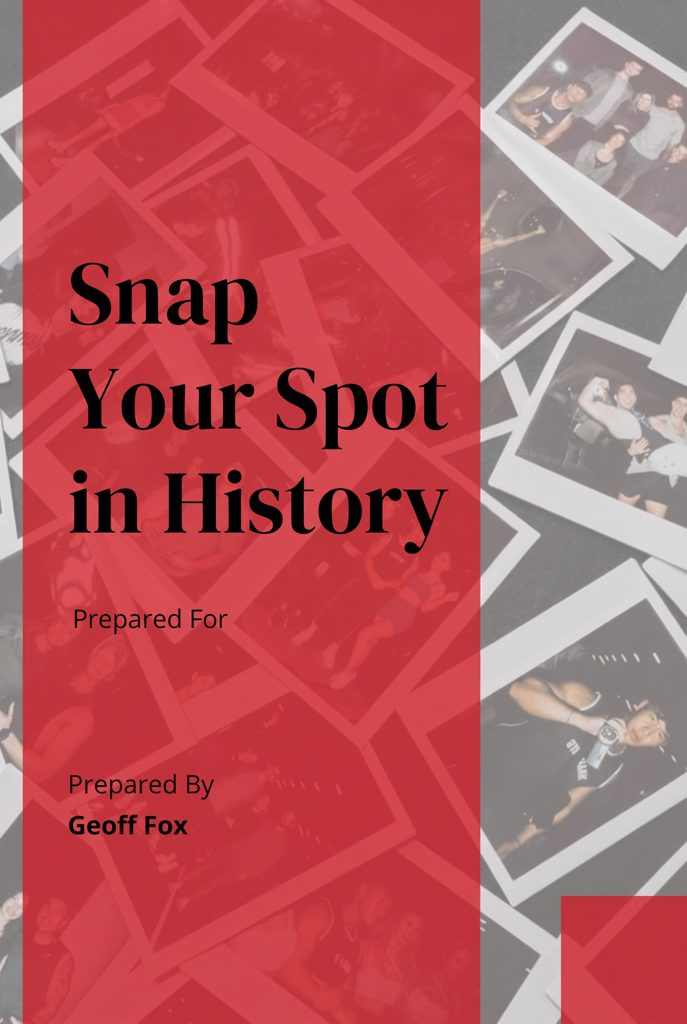 Snap
Your Spot
in History
Prepared For
Prepared By
Geoff Fox